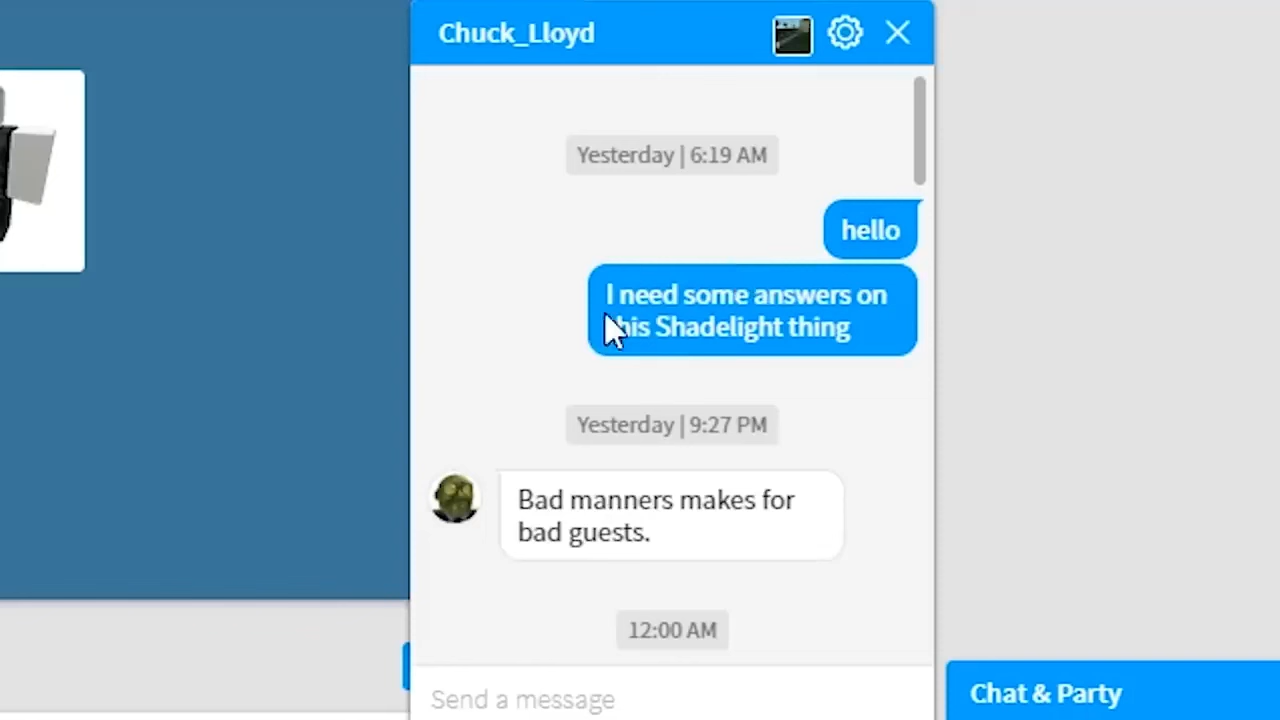 Chuck_Lloyd
Yesterday | 6:19 AM
hello
I need some answers on
his Shadelight thing
Yesterday | 9:27 PM
Bad manners makes for
bad guests.
12:00 AM
Send a message
Chat & Party